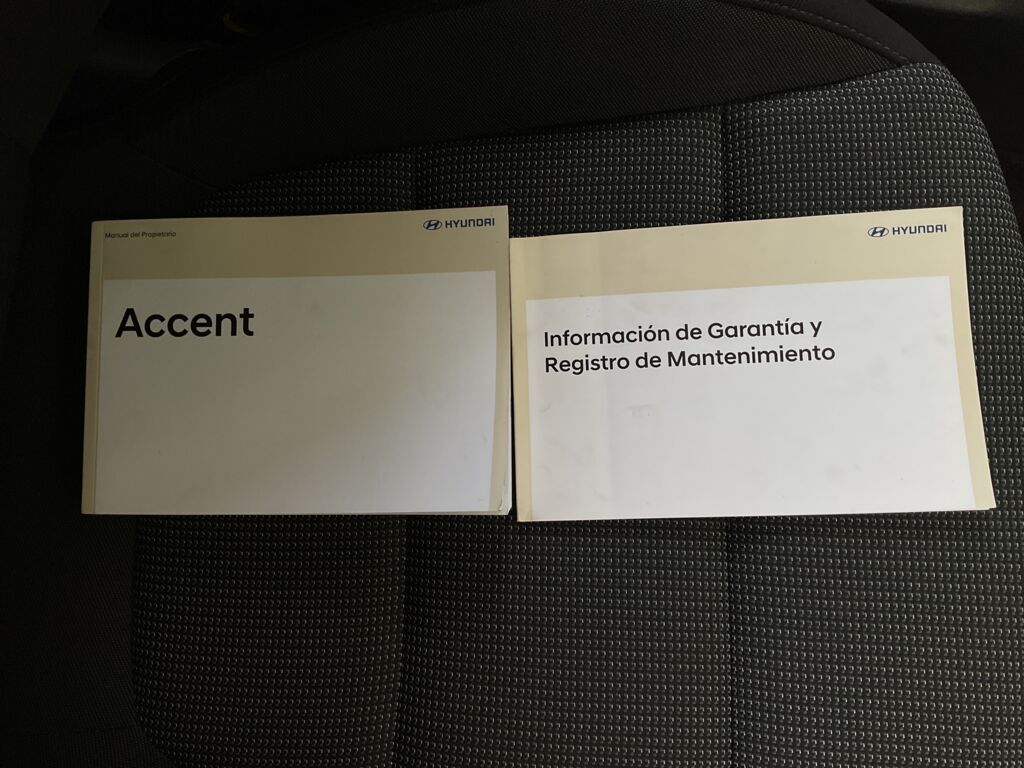 Manual del Propietario
HYUNDAI
Accent
HYUNDAI
Información de Garantía y
Registro de Mantenimiento